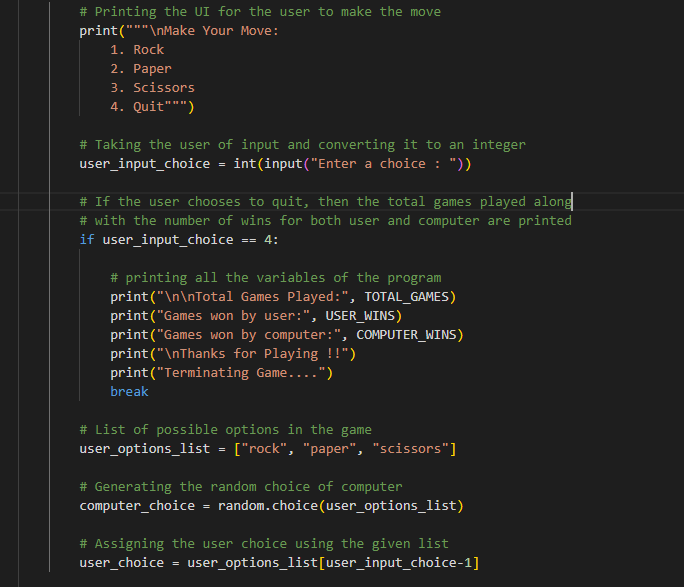 # Printing the UI for the user to make the move
print("""\nMake Your Move:
    1. Rock
    2. Paper
    3. Scissors
    4. Quit""")
# Taking the user of input and converting it to an integer
user_input_choice = int(input("Enter a choice : "))
# If the user chooses to quit, then the total games played along
# with the number of wins for both user and computer are printed
if user_input_choice == 4:
    # printing all the variables of the program
    print("\n\nTotal Games Played:", TOTAL_GAMES)
    print("Games won by user:", USER_WINS)
    print("Games won by computer:", COMPUTER_WINS)
    print("\nThanks for Playing !!")
    print("Terminating Game....")
    break
# List of possible options in the game
user_options_list = ["rock", "paper", "scissors"]
# Generating the random choice of computer
computer_choice = random.choice(user_options_list)
# Assigning the user choice using the given list
user_choice = user_options_list[user_input_choice-1]